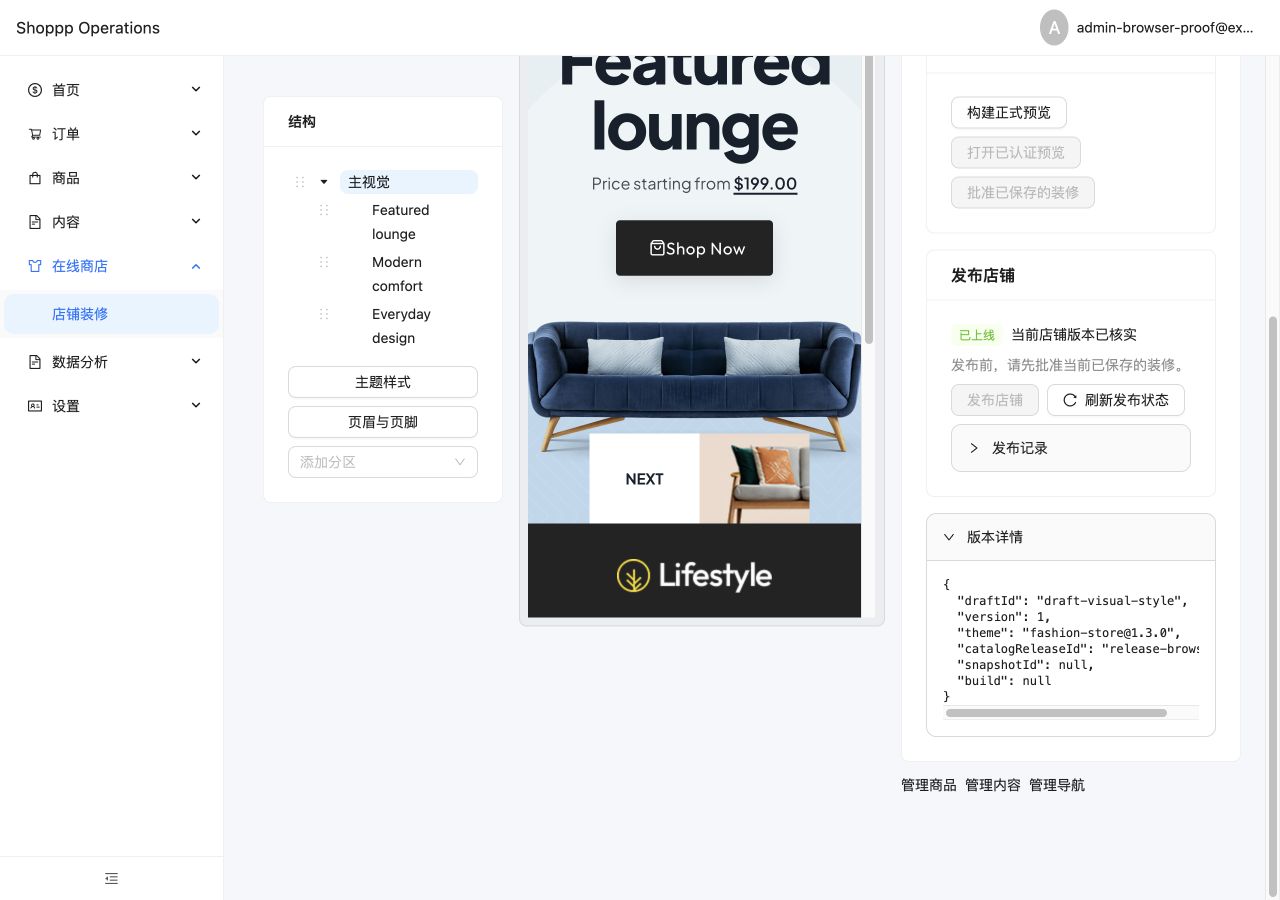 Shoppp Operations
A
admin-browser-proof@ex...
首页
订单
商品
内容
在线商店
店铺装修
数据分析
设置
结构
主视觉
Featured
lounge
Modern
comfort
Everyday
design
主题样式
页眉与页脚
添加分区
Featured
lounge
Price starting from $199.00
Shop Now
NEXT
Lifestyle
构建正式预览
打开已认证预览
批准已保存的装修
发布店铺
已上线 当前店铺版本已核实
发布前，请先批准当前已保存的装修。
发布店铺 刷新发布状态
发布记录
版本详情
{
"draftId": "draft-visual-style",
"version": 1,
"theme": "fashion-store@1.3.0",
"catalogReleaseId": "release-brows
"snapshotId": null,
"build": null
}
管理商品 管理内容 管理导航